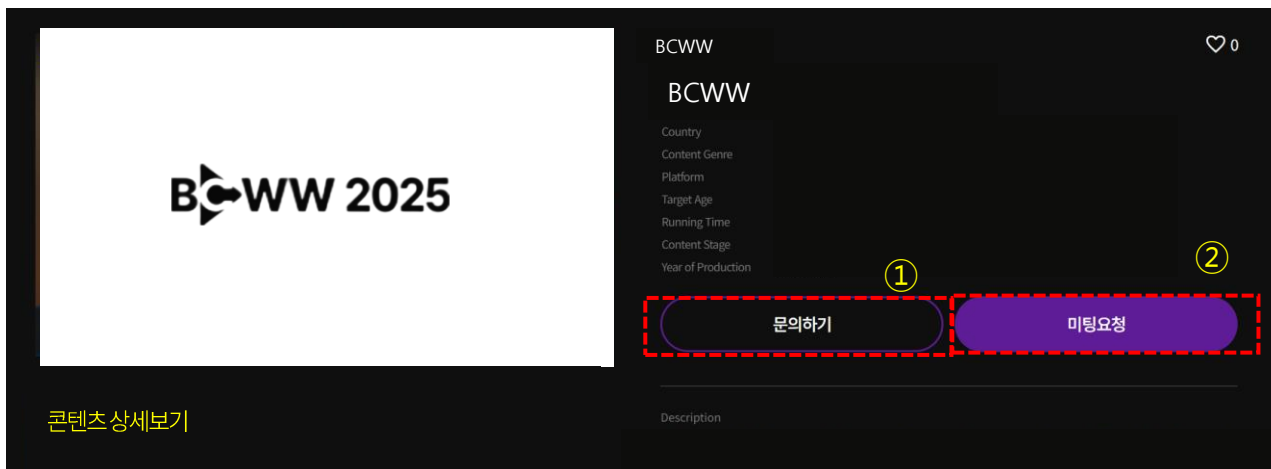 BCWW 2025
콘텐츠 상세보기
BCWW
0
BCWW
Country
Content Genre
Platform
Target Age
Running Time
Content Stage
Year of Production
①
②
문의하기
미팅요청
Description